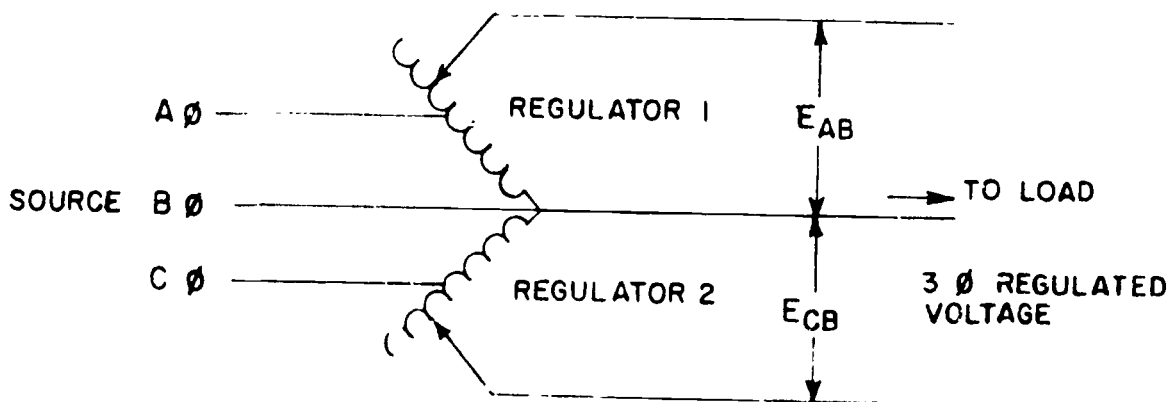 REGULATOR 1
A Ø
E_AB
SOURCE B Ø
TO LOAD
C Ø
REGULATOR 2
E_CB
3 Ø REGULATED
VOLTAGE